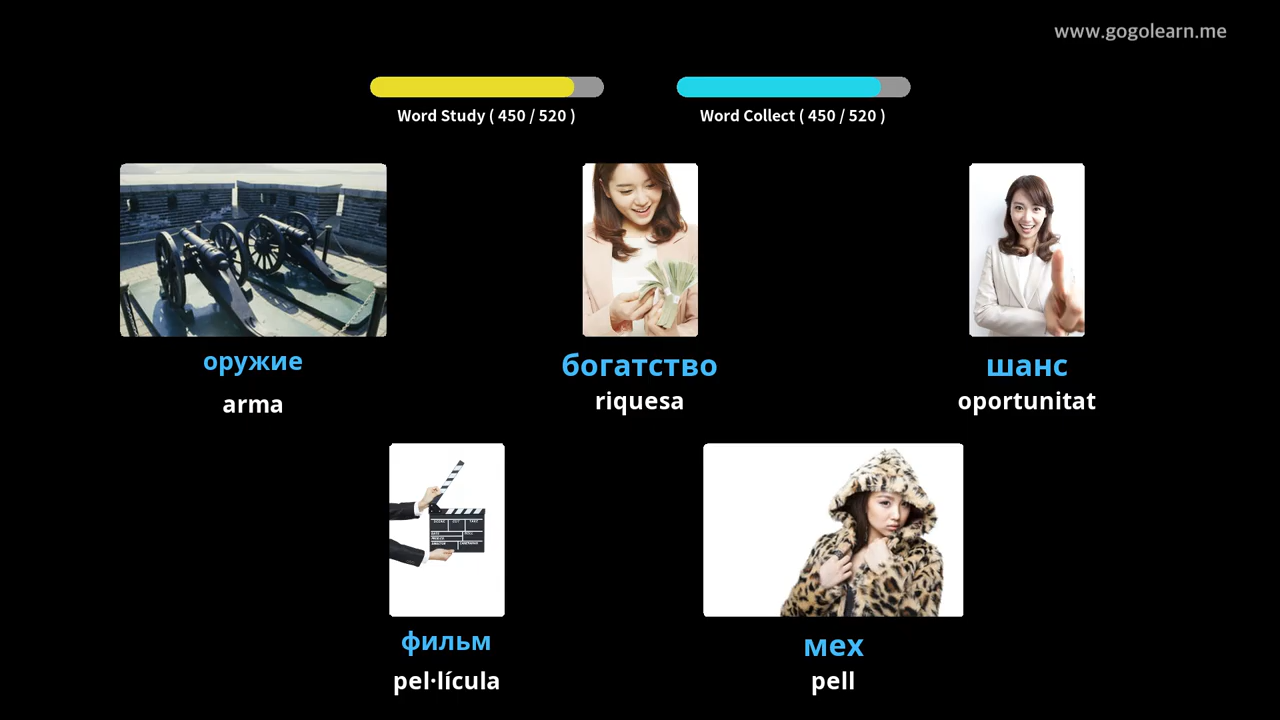 www.gogolearn.me
Word Study ( 450 / 520 )
Word Collect ( 450 / 520 )
оружие
arma
богатство
riquesa
шанс
oportunitat
фильм
pel·lícula
мех
pell